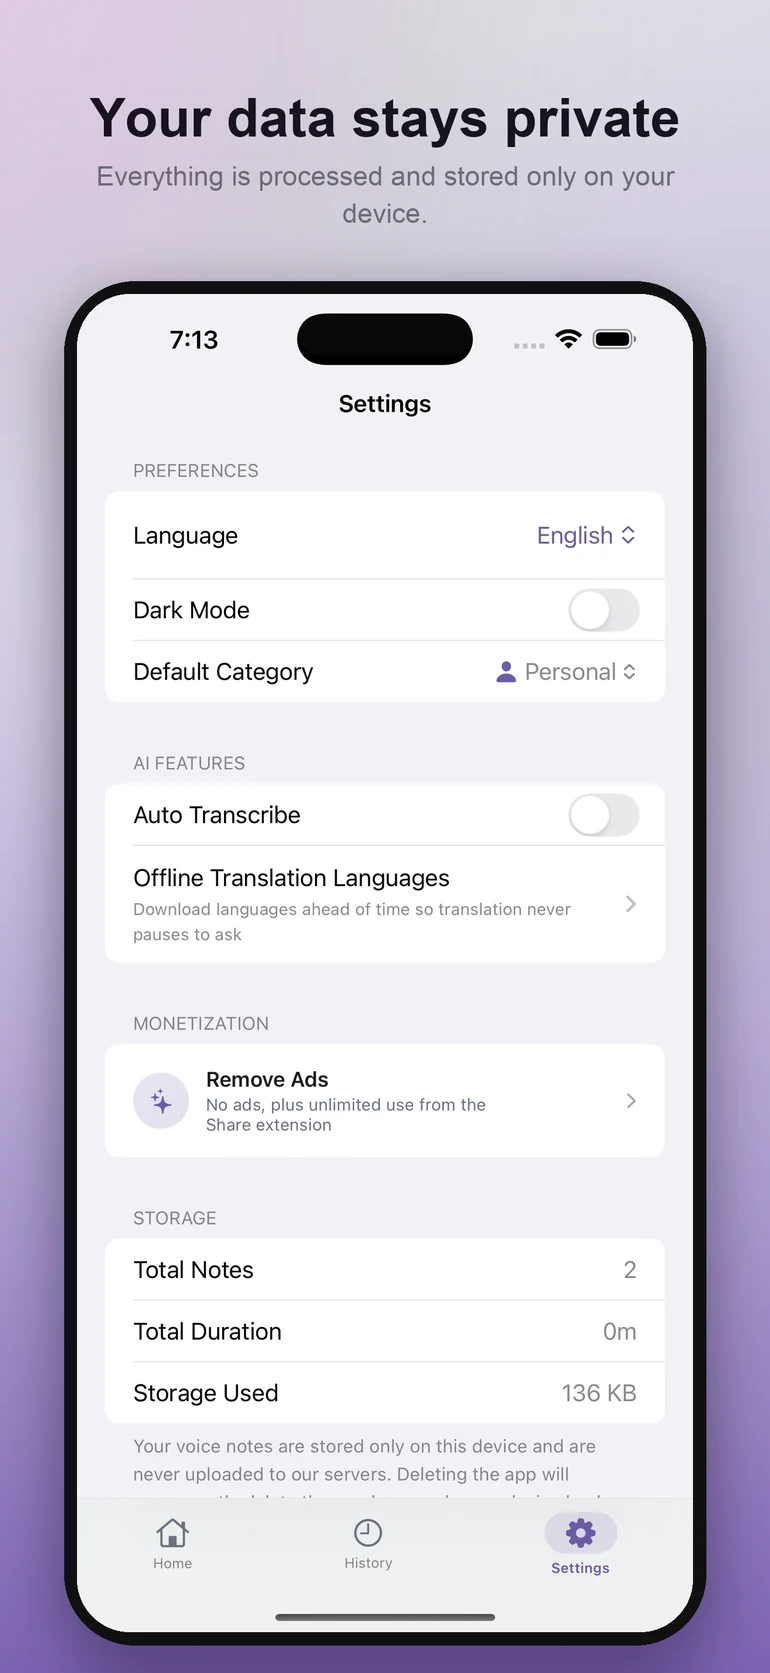 Your data stays private
Everything is processed and stored only on your
device.
7:13
Settings
PREFERENCES
Language
English
Dark Mode
Default Category
Personal
AI FEATURES
Auto Transcribe
Offline Translation Languages
Download languages ahead of time so translation never
pauses to ask
MONETIZATION
Remove Ads
No ads, plus unlimited use from the
Share extension
STORAGE
Total Notes
2
Total Duration
0m
Storage Used
136 KB
Your voice notes are stored only on this device and are
never uploaded to our servers. Deleting the app will
Home
History
Settings